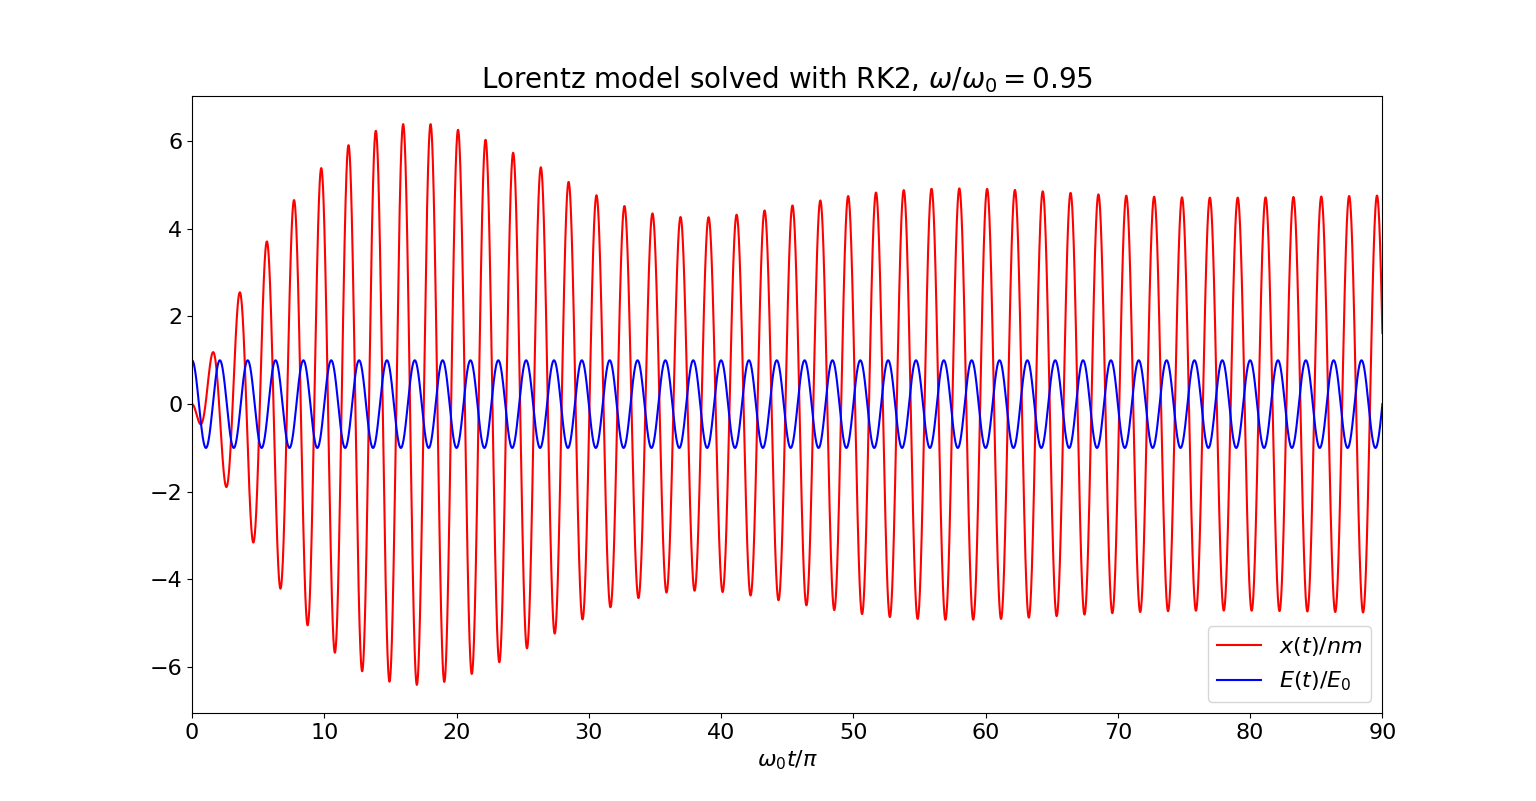 Lorentz model solved with RK2, ω/ω₀ = 0.95
6
4
2
0
−2
−4
−6
x(t)/nm
E(t)/E₀
0 10 20 30 40 50 60 70 80 90
ω₀t/π